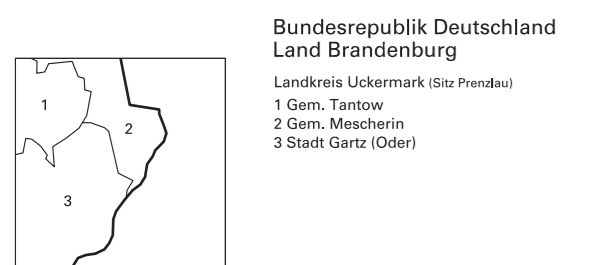 Bundesrepublik Deutschland
Land Brandenburg
Landkreis Uckermark (Sitz Prenzlau)
1 Gem. Tantow
2 Gem. Mescherin
3 Stadt Gartz (Oder)
1
2
3